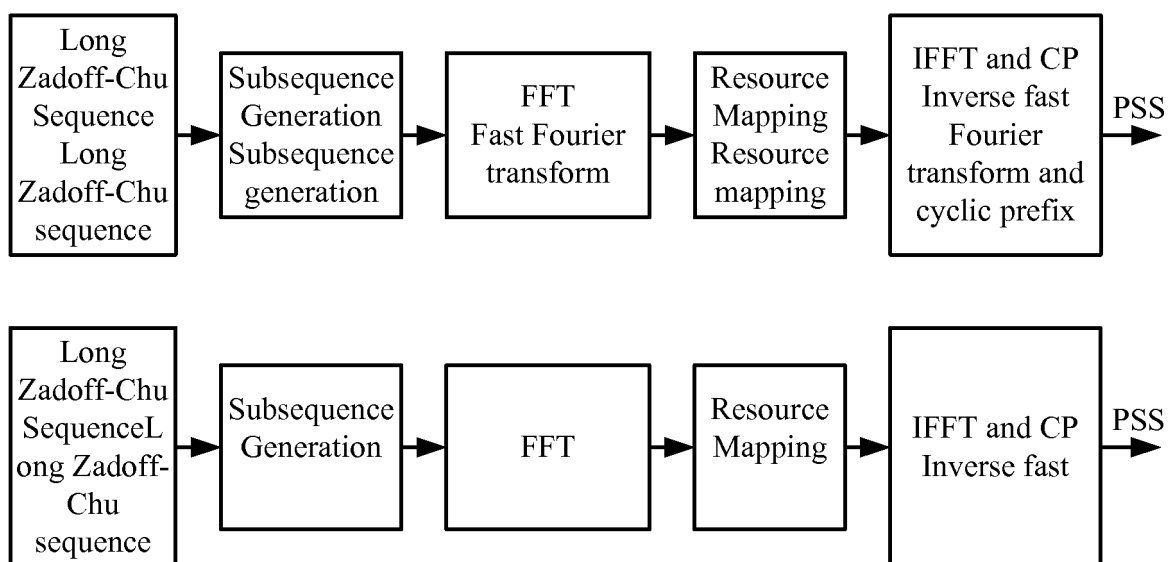 Long
Zadoff-Chu
Sequence
Long
Zadoff-Chu
sequence
Subsequence
Generation
Subsequence
generation
FFT
Fast Fourier
transform
Resource
Mapping
Resource
mapping
IFFT and CP
Inverse fast
Fourier
transform and
cyclic prefix
PSS
Long
Zadoff-Chu
SequenceL
ong Zadoff-
Chu
sequence
Subsequence
Generation
FFT
Resource
Mapping
IFFT and CP
Inverse fast
PSS